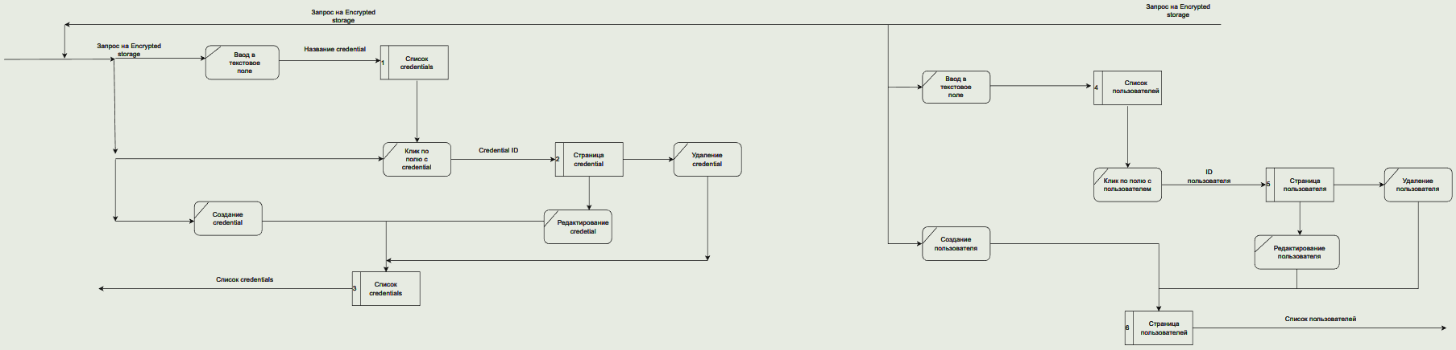 Запрос на Encrypted
storage
Запрос на Encrypted
storage
Запрос на Encrypted
storage
Ввод в
текстовое
поле
Название credential
1
Список
credentials
Клик по
полю с
credential
Credential ID
2
Страница
credential
Удаление
credential
Создание
credential
Редактирование
credetial
Список credentials
3
Список
credentials
Ввод в
текстовое
поле
4
Список
пользователей
Клик по полю с
пользователем
ID
пользователя
5
Страница
пользователя
Удаление
пользователя
Создание
пользователя
Редактирование
пользователя
6
Страница
пользователей
Список пользователей